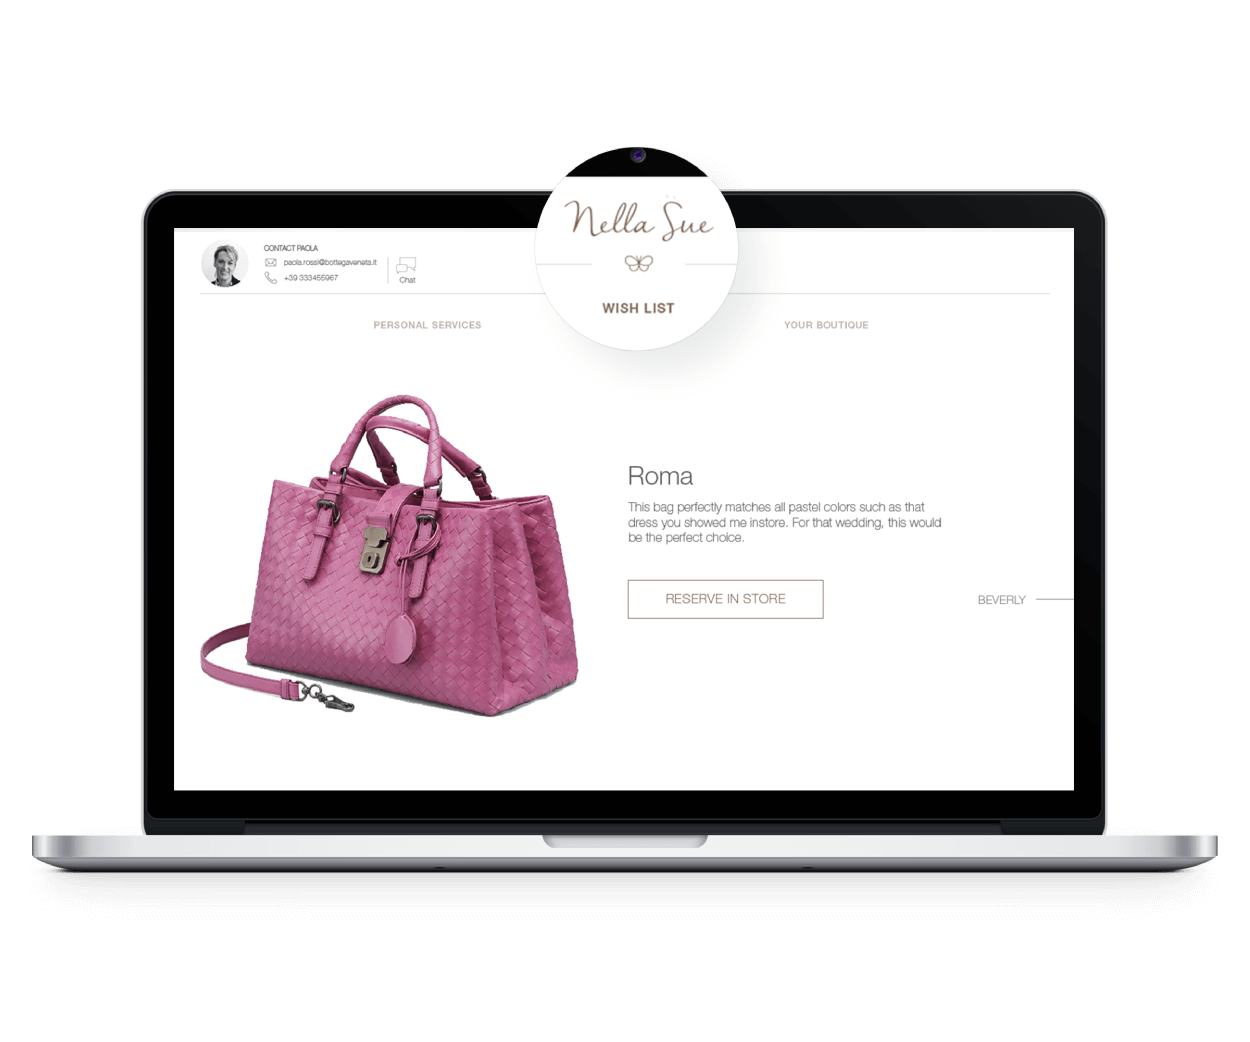 Nella Sue
CONTACT PAOLA
paola.rossi@bottegaveneta.it
+39 333455967
Chat
WISH LIST
PERSONAL SERVICES
YOUR BOUTIQUE
Roma
This bag perfectly matches all pastel colors such as that
dress you showed me instore. For that wedding, this would
be the perfect choice.
RESERVE IN STORE
BEVERLY